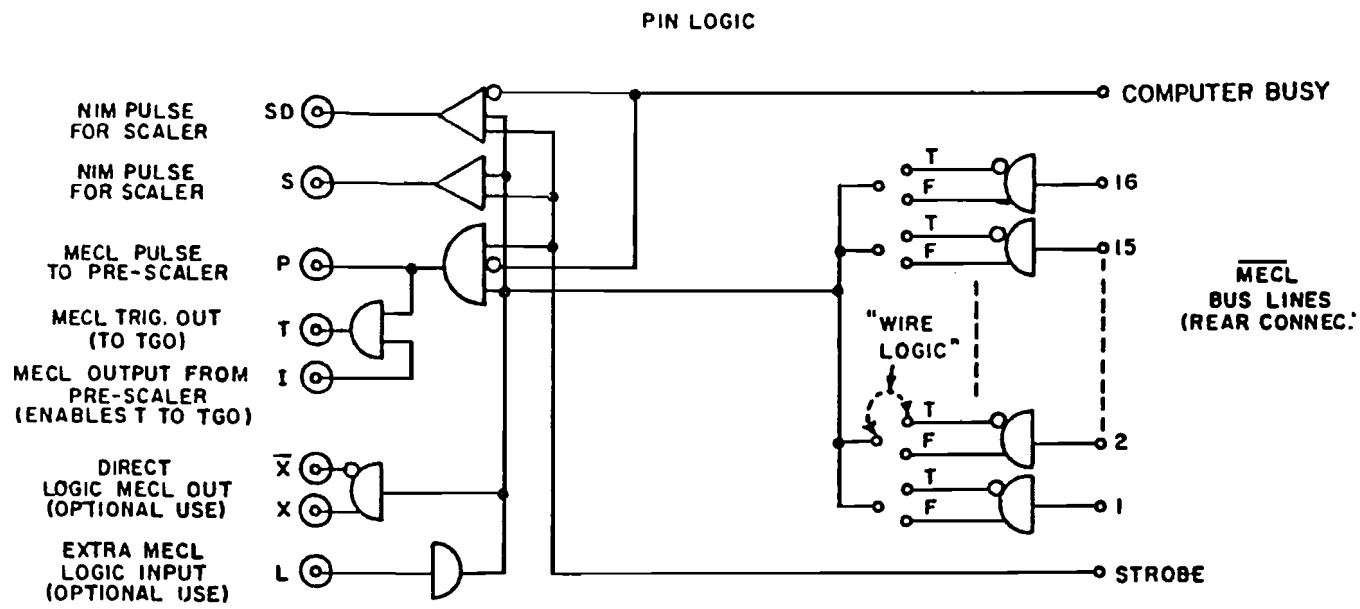 PIN LOGIC
NIM PULSE
FOR SCALER
SD
NIM PULSE
FOR SCALER
S
MECL PULSE
TO PRE-SCALER
P
MECL TRIG. OUT
(TO TGO)
T
MECL OUTPUT FROM
PRE-SCALER
(ENABLES T TO TGO)
I
DIRECT
LOGIC MECL OUT
(OPTIONAL USE)
X̅
X
EXTRA MECL
LOGIC INPUT
(OPTIONAL USE)
L
COMPUTER BUSY
T
F
16
T
F
15
"WIRE
LOGIC"
T
F
2
T
F
1
M̅E̅C̅L̅
BUS LINES
(REAR CONNEC.
STROBE